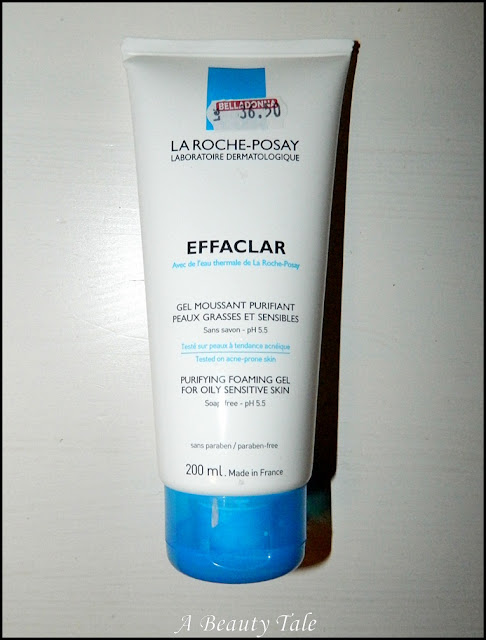 BELLADONNA
36.90
LA ROCHE-POSAY
LABORATOIRE DERMATOLOGIQUE
EFFACLAR
Avec de l'eau thermale de La Roche-Posay
GEL MOUSSANT PURIFIANT
PEAUX GRASSES ET SENSIBLES
Sans savon - pH 5.5
Testé sur peaux à tendance acnéique
Tested on acne-prone skin
PURIFYING FOAMING GEL
FOR OILY SENSITIVE SKIN
Soap free - pH 5.5
sans paraben / paraben-free
200 mL. Made in France
A Beauty Tale